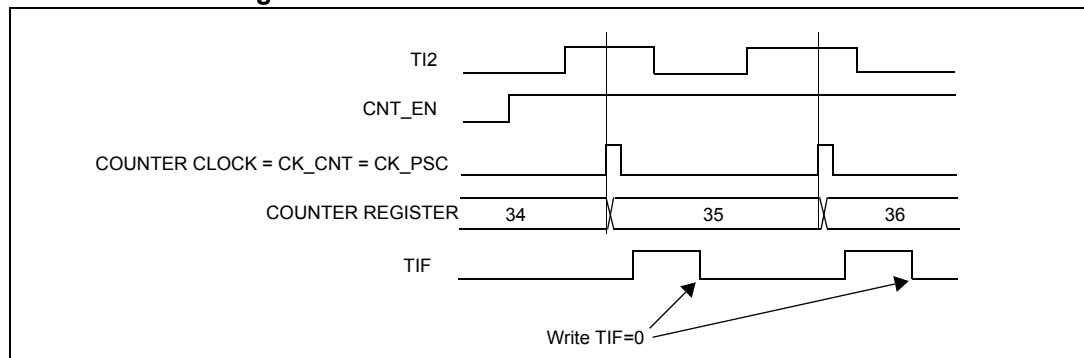 TI2
CNT_EN
COUNTER CLOCK = CK_CNT = CK_PSC
COUNTER REGISTER 34 35 36
TIF
Write TIF=0